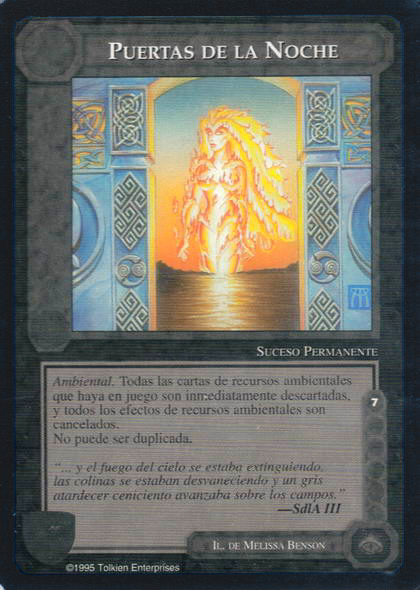 PUERTAS DE LA NOCHE
SUCESO PERMANENTE
Ambiental. Todas las cartas de recursos ambientales
que haya en juego son inmediatamente descartadas,
y todos los efectos de recursos ambientales son
cancelados.
No puede ser duplicada.
7
“... y el fuego del cielo se estaba extinguiendo,
las colinas se estaban desvaneciendo y un gris
atardecer ceniciento avanzaba sobre los campos.”
—SdlA III
IL. DE MELISSA BENSON
©1995 Tolkien Enterprises